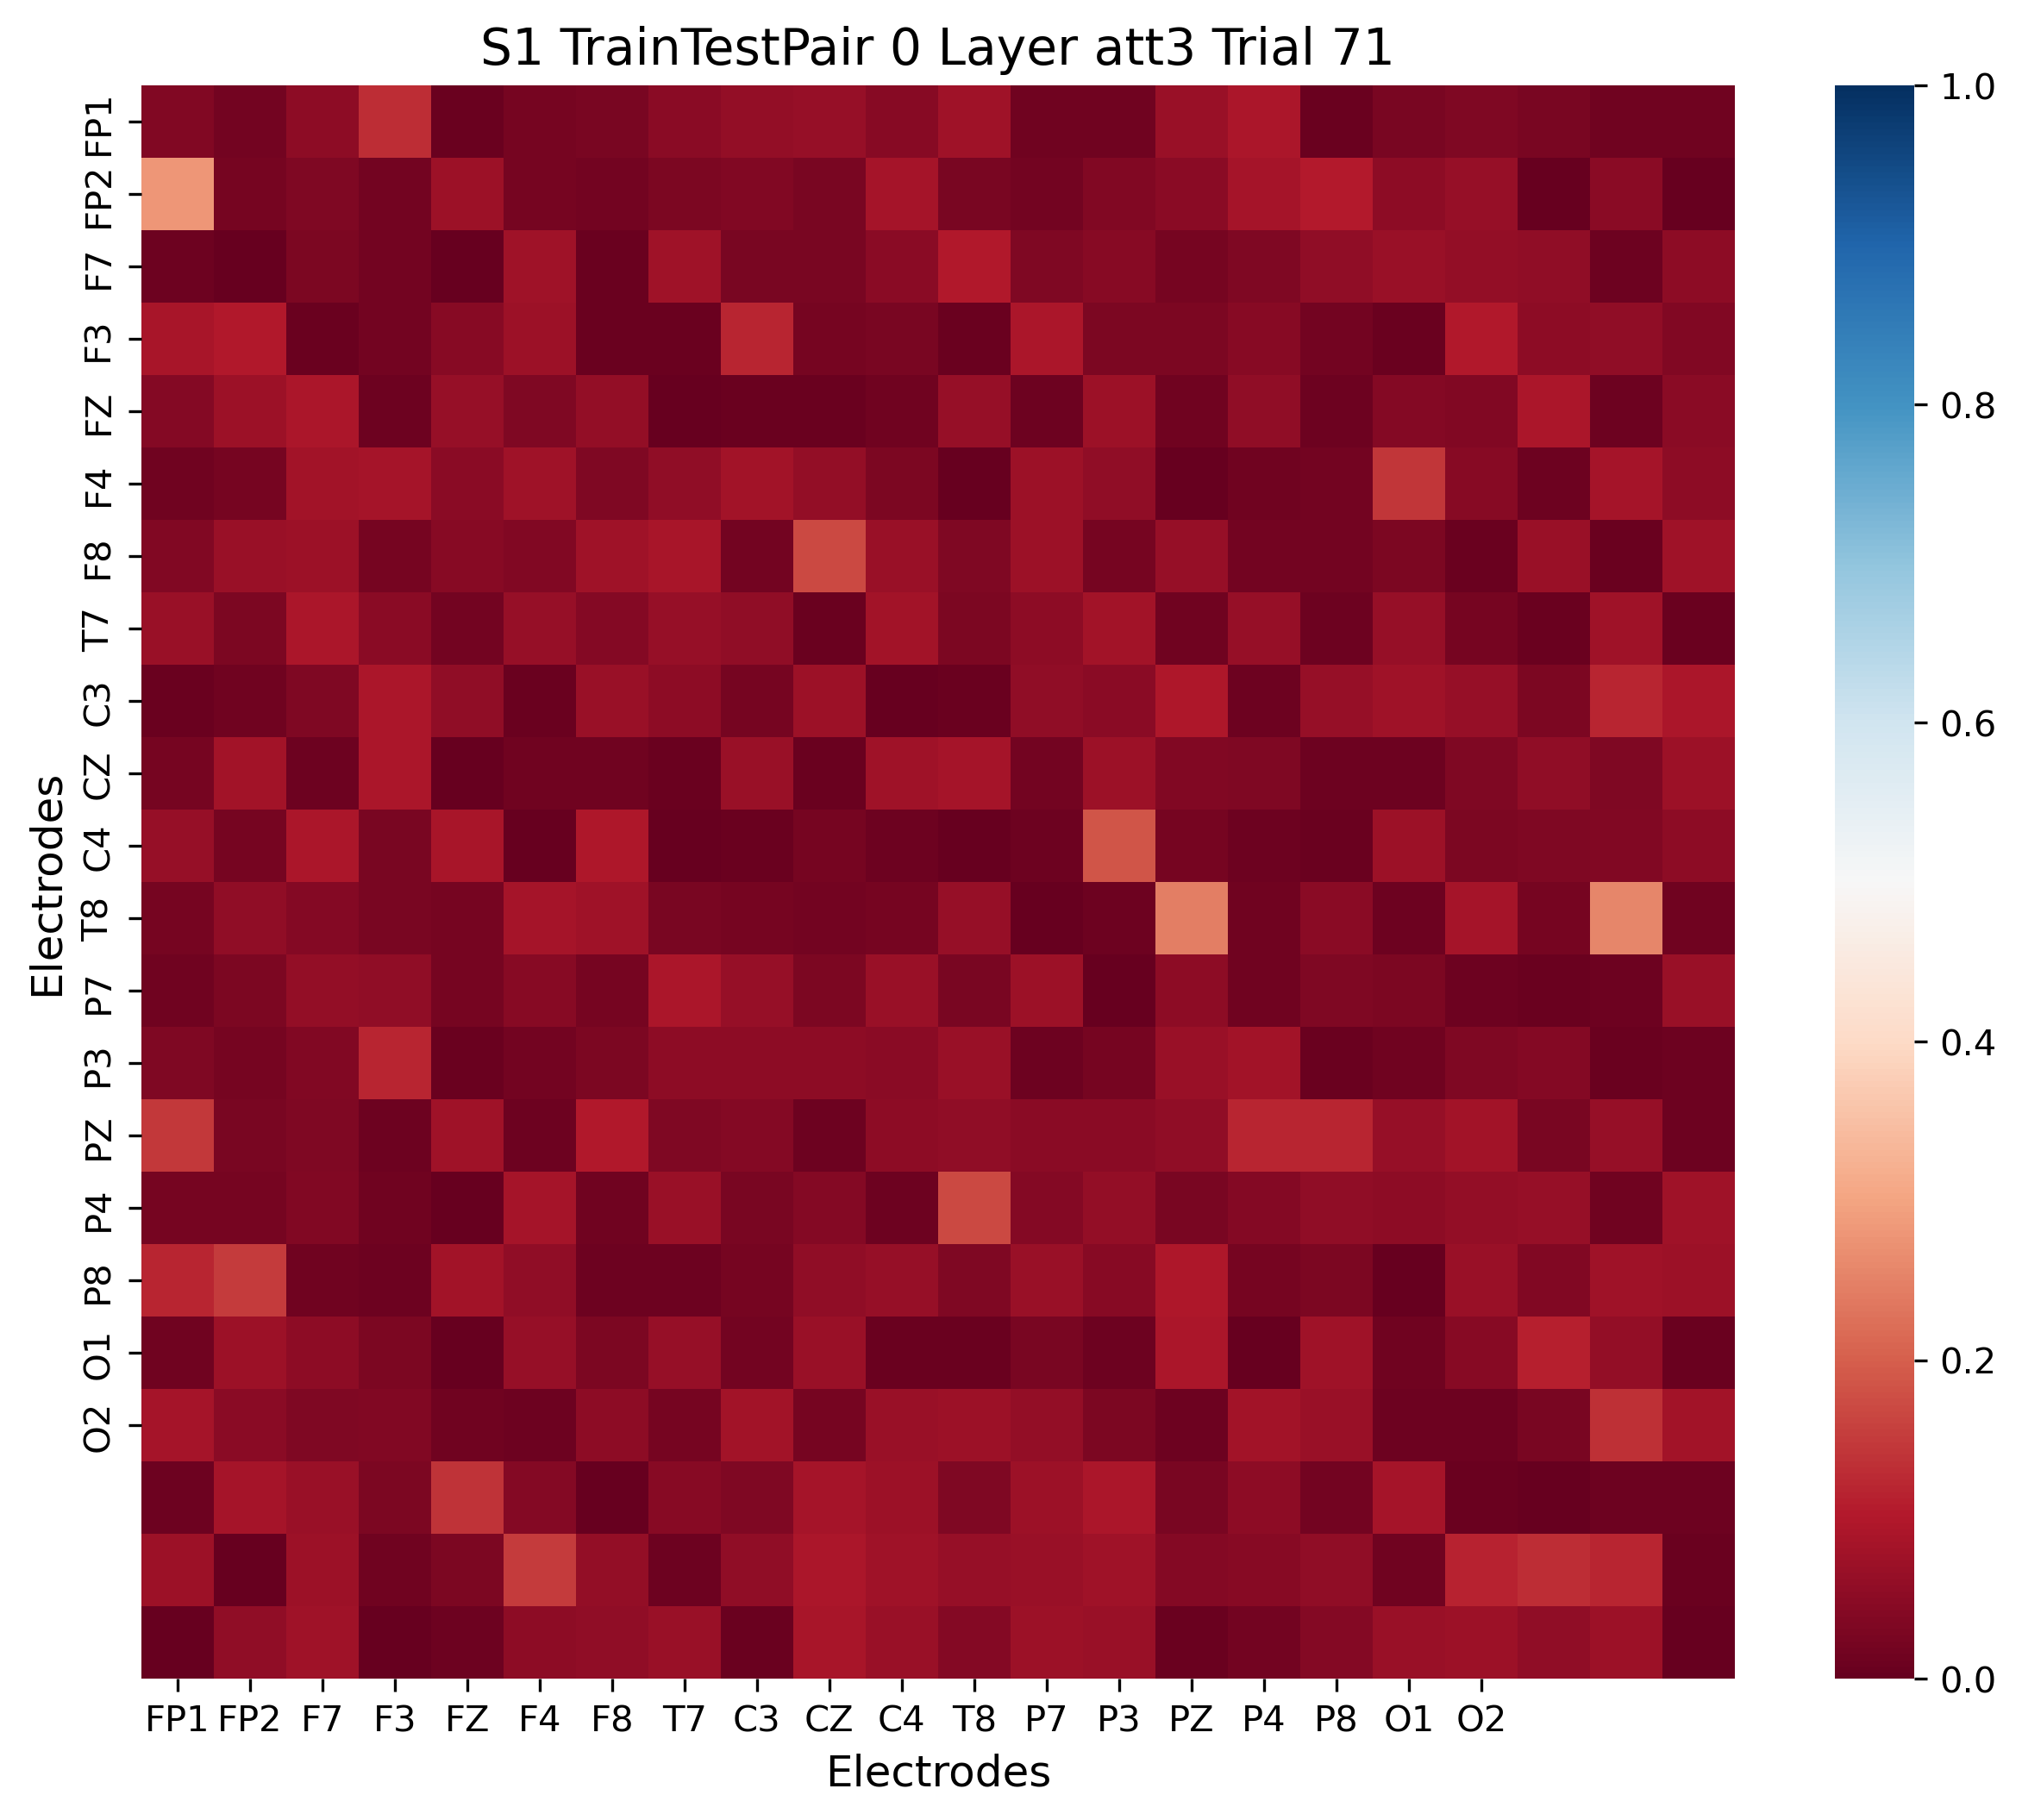 S1 TrainTestPair 0 Layer att3 Trial 71
Electrodes
FP1
FP2
F7
F3
FZ
F4
F8
T7
C3
CZ
C4
T8
P7
P3
PZ
P4
P8
O1
O2
FP1 FP2 F7 F3 FZ F4 F8 T7 C3 CZ C4 T8 P7 P3 PZ P4 P8 O1 O2
Electrodes
1.0
0.8
0.6
0.4
0.2
0.0